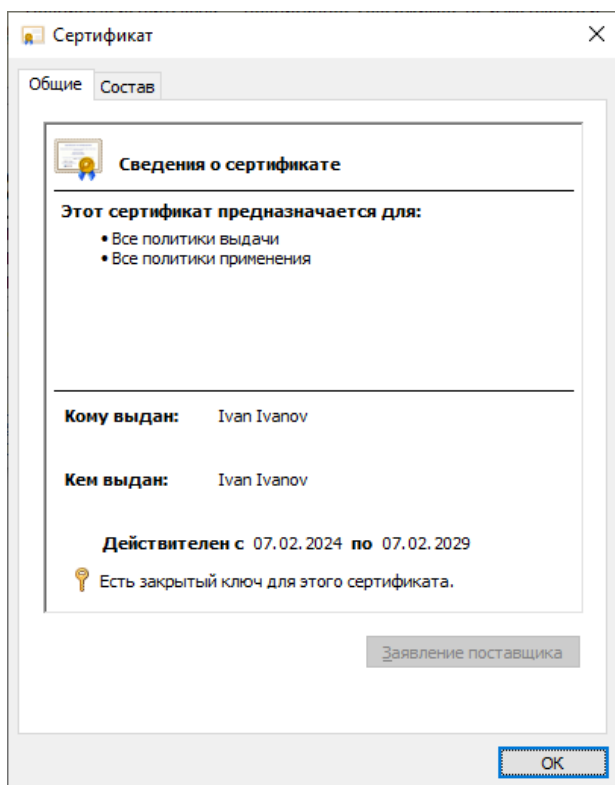 Сертификат
Общие Состав
Сведения о сертификате
Этот сертификат предназначается для:
• Все политики выдачи
• Все политики применения
Кому выдан: Ivan Ivanov
Кем выдан: Ivan Ivanov
Действителен с 07.02.2024 по 07.02.2029
Есть закрытый ключ для этого сертификата.
Заявление поставщика
ОК